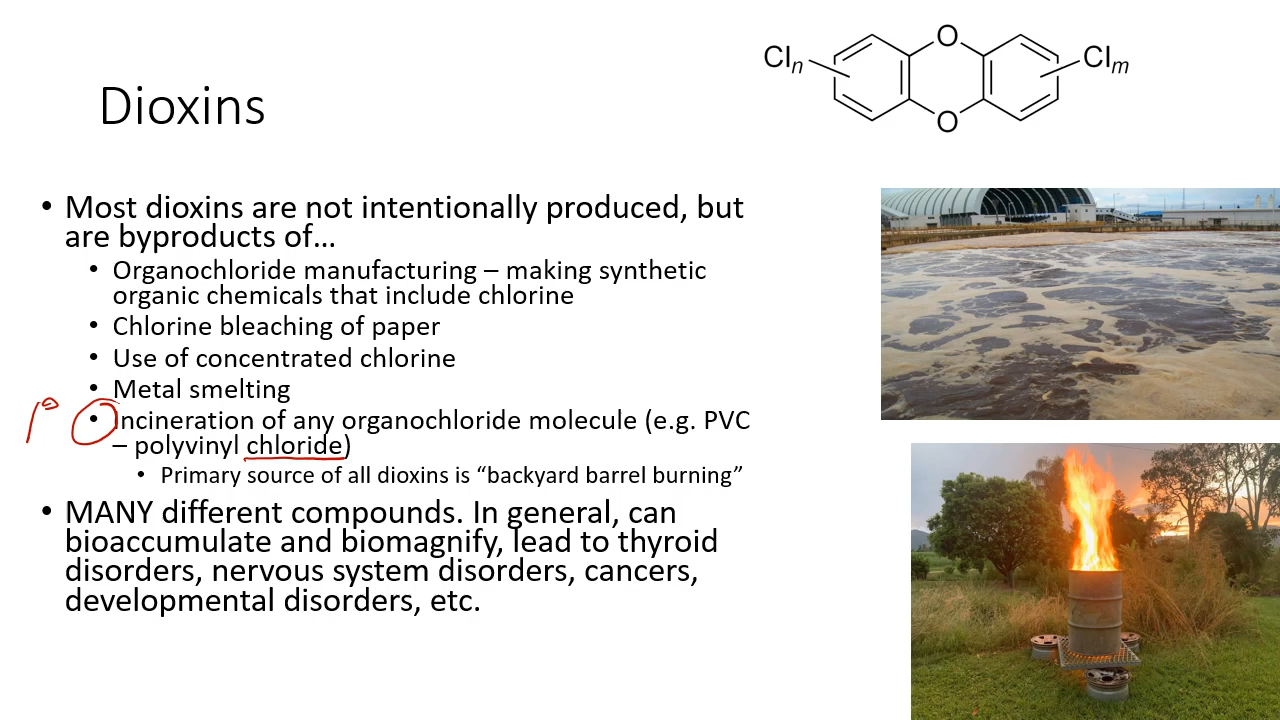 Cln
O
O
Clm
Dioxins
• Most dioxins are not intentionally produced, but
are byproducts of…
• Organochloride manufacturing – making synthetic
organic chemicals that include chlorine
• Chlorine bleaching of paper
• Use of concentrated chlorine
• Metal smelting
1° • Incineration of any organochloride molecule (e.g. PVC
– polyvinyl chloride)
• Primary source of all dioxins is “backyard barrel burning”
• MANY different compounds. In general, can
bioaccumulate and biomagnify, lead to thyroid
disorders, nervous system disorders, cancers,
developmental disorders, etc.